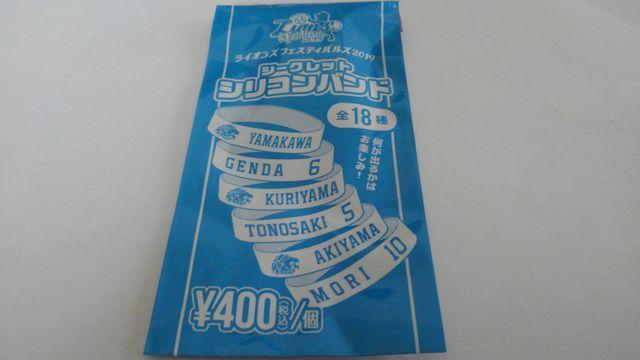 Lions
Festivals
2019
ライオンズフェスティバルズ2019
シークレット
シリコンバンド
全18種
何が出るかは
お楽しみ!
YAMAKAWA
GENDA 6
KURIYAMA
TONOSAKI 5
AKIYAMA
MORI 10
¥400(税込)/個